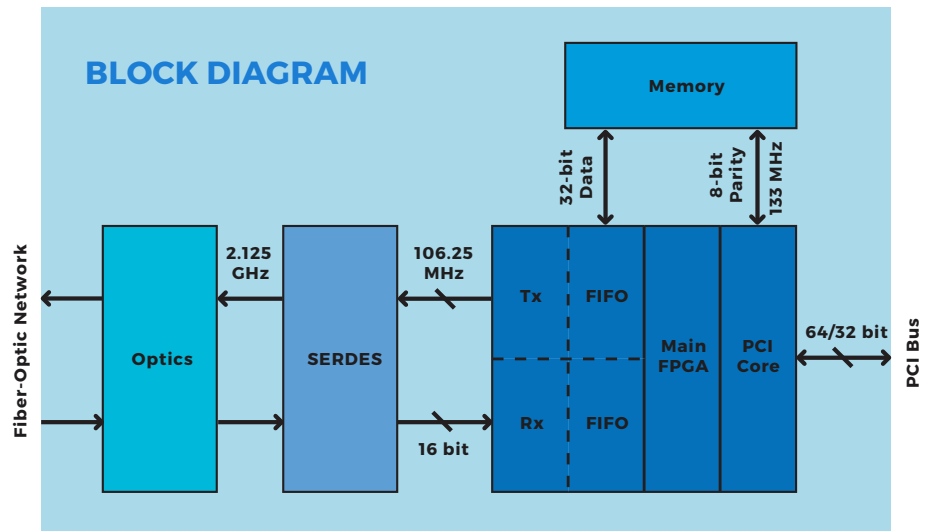 BLOCK DIAGRAM
Memory
32-bit
Data
8-bit
Parity
133 MHz
Fiber-Optic Network
Optics
2.125
GHz
SERDES
106.25
MHz
16 bit
Tx
FIFO
Rx
FIFO
Main
FPGA
PCI
Core
64/32 bit
PCI Bus